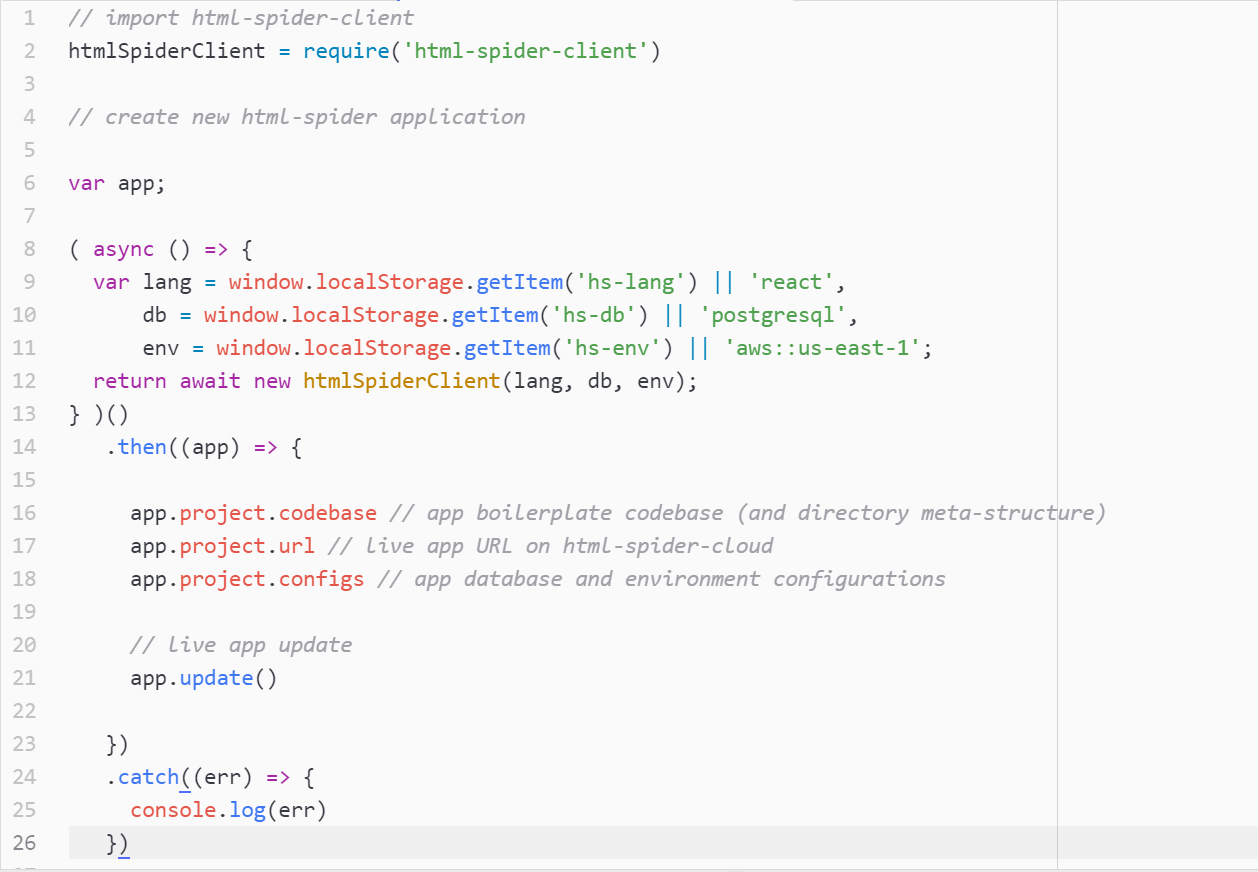 1 // import html-spider-client
2 htmlSpiderClient = require('html-spider-client')
3
4 // create new html-spider application
5
6 var app;
7
8 ( async () => {
9   var lang = window.localStorage.getItem('hs-lang') || 'react',
10       db = window.localStorage.getItem('hs-db') || 'postgresql',
11       env = window.localStorage.getItem('hs-env') || 'aws::us-east-1';
12   return await new htmlSpiderClient(lang, db, env);
13 } )()
14    .then((app) => {
15
16      app.project.codebase // app boilerplate codebase (and directory meta-structure)
17      app.project.url // live app URL on html-spider-cloud
18      app.project.configs // app database and environment configurations
19
20      // live app update
21      app.update()
22
23    })
24    .catch((err) => {
25      console.log(err)
26    })